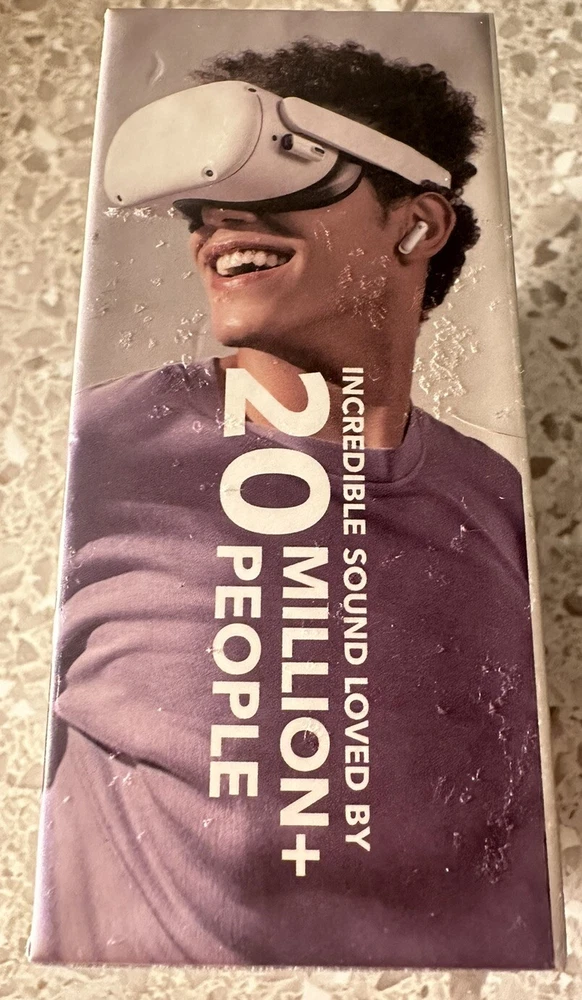 INCREDIBLE SOUND LOVED BY
20 MILLION+
PEOPLE